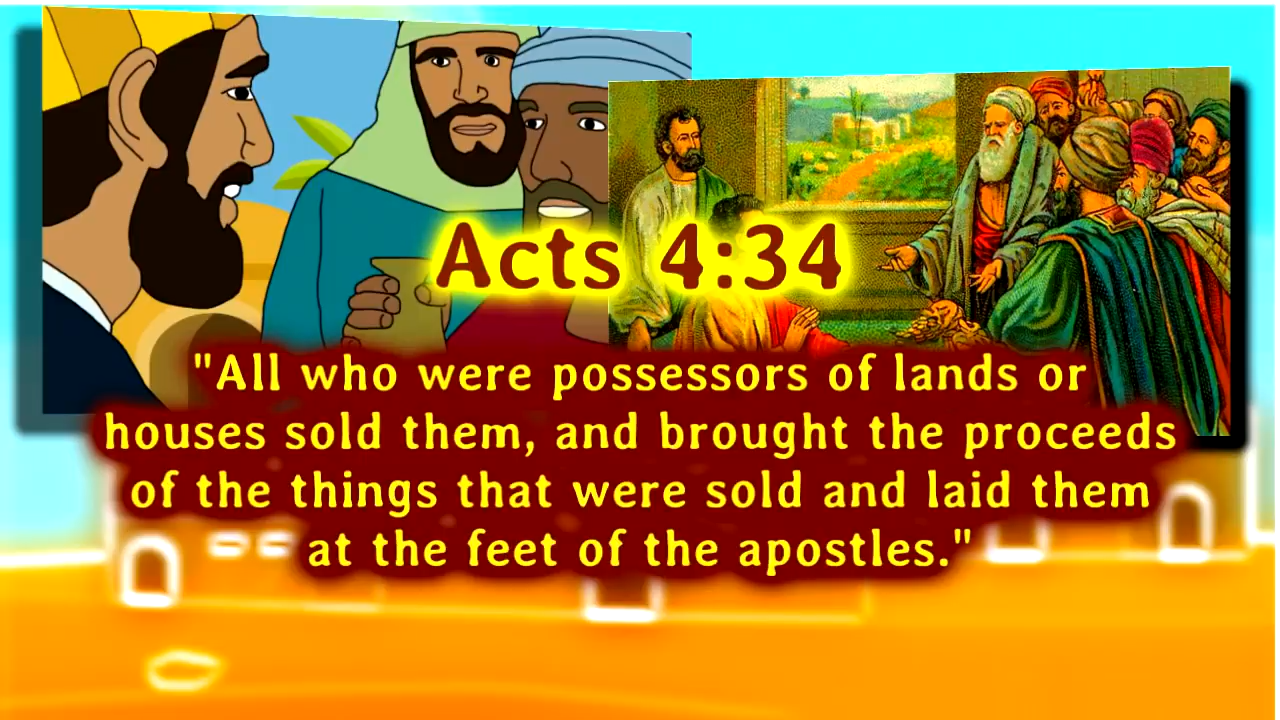 Acts 4:34
"All who were possessors of lands or
houses sold them, and brought the proceeds
of the things that were sold and laid them
at the feet of the apostles."